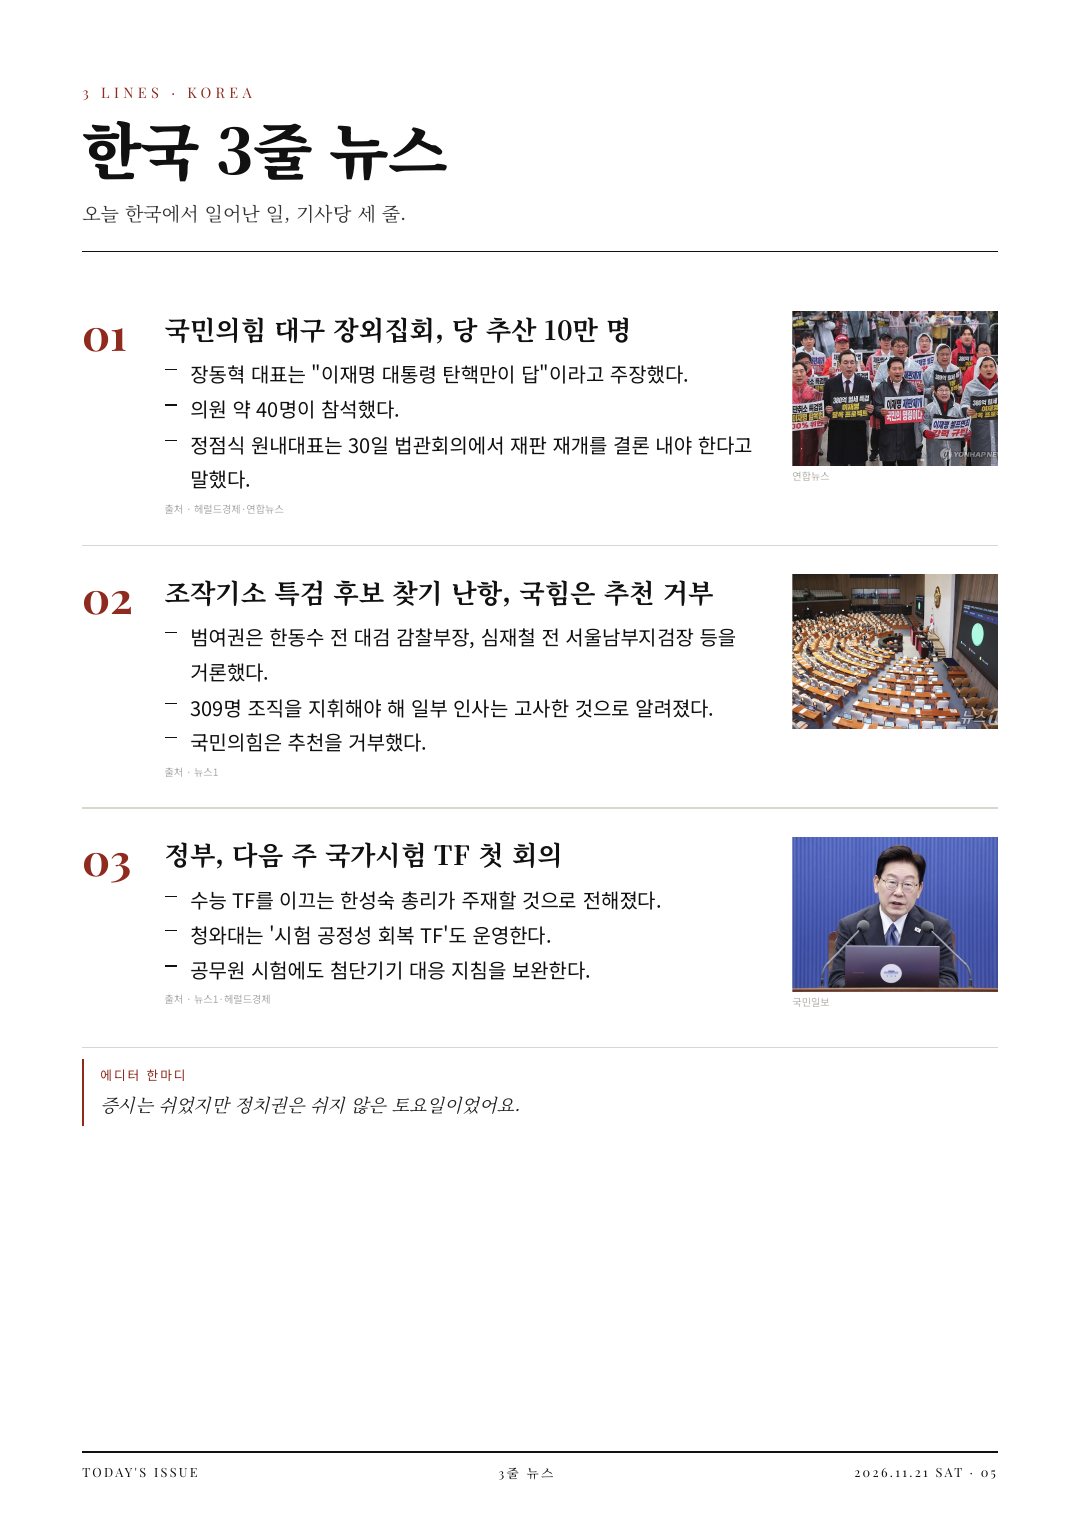 3 LINES · KOREA
한국 3줄 뉴스
오늘 한국에서 일어난 일, 기사당 세 줄.
01
국민의힘 대구 장외집회, 당 추산 10만 명
장동혁 대표는 "이재명 대통령 탄핵만이 답"이라고 주장했다.
의원 약 40명이 참석했다.
정점식 원내대표는 30일 법관회의에서 재판 재개를 결론 내야 한다고
말했다.
출처 · 헤럴드경제·연합뉴스
YONHAP NE
연합뉴스
02
조작기소 특검 후보 찾기 난항, 국힘은 추천 거부
범여권은 한동수 전 대검 감찰부장, 심재철 전 서울남부지검장 등을
거론했다.
309명 조직을 지휘해야 해 일부 인사는 고사한 것으로 알려졌다.
국민의힘은 추천을 거부했다.
출처 · 뉴스1
뉴스1
03
정부, 다음 주 국가시험 TF 첫 회의
수능 TF를 이끄는 한성숙 총리가 주재할 것으로 전해졌다.
청와대는 '시험 공정성 회복 TF'도 운영한다.
공무원 시험에도 첨단기기 대응 지침을 보완한다.
출처 · 뉴스1·헤럴드경제
국민일보
에디터 한마디
증시는 쉬었지만 정치권은 쉬지 않은 토요일이었어요.
TODAY'S ISSUE
3줄 뉴스
2026.11.21 SAT · 05